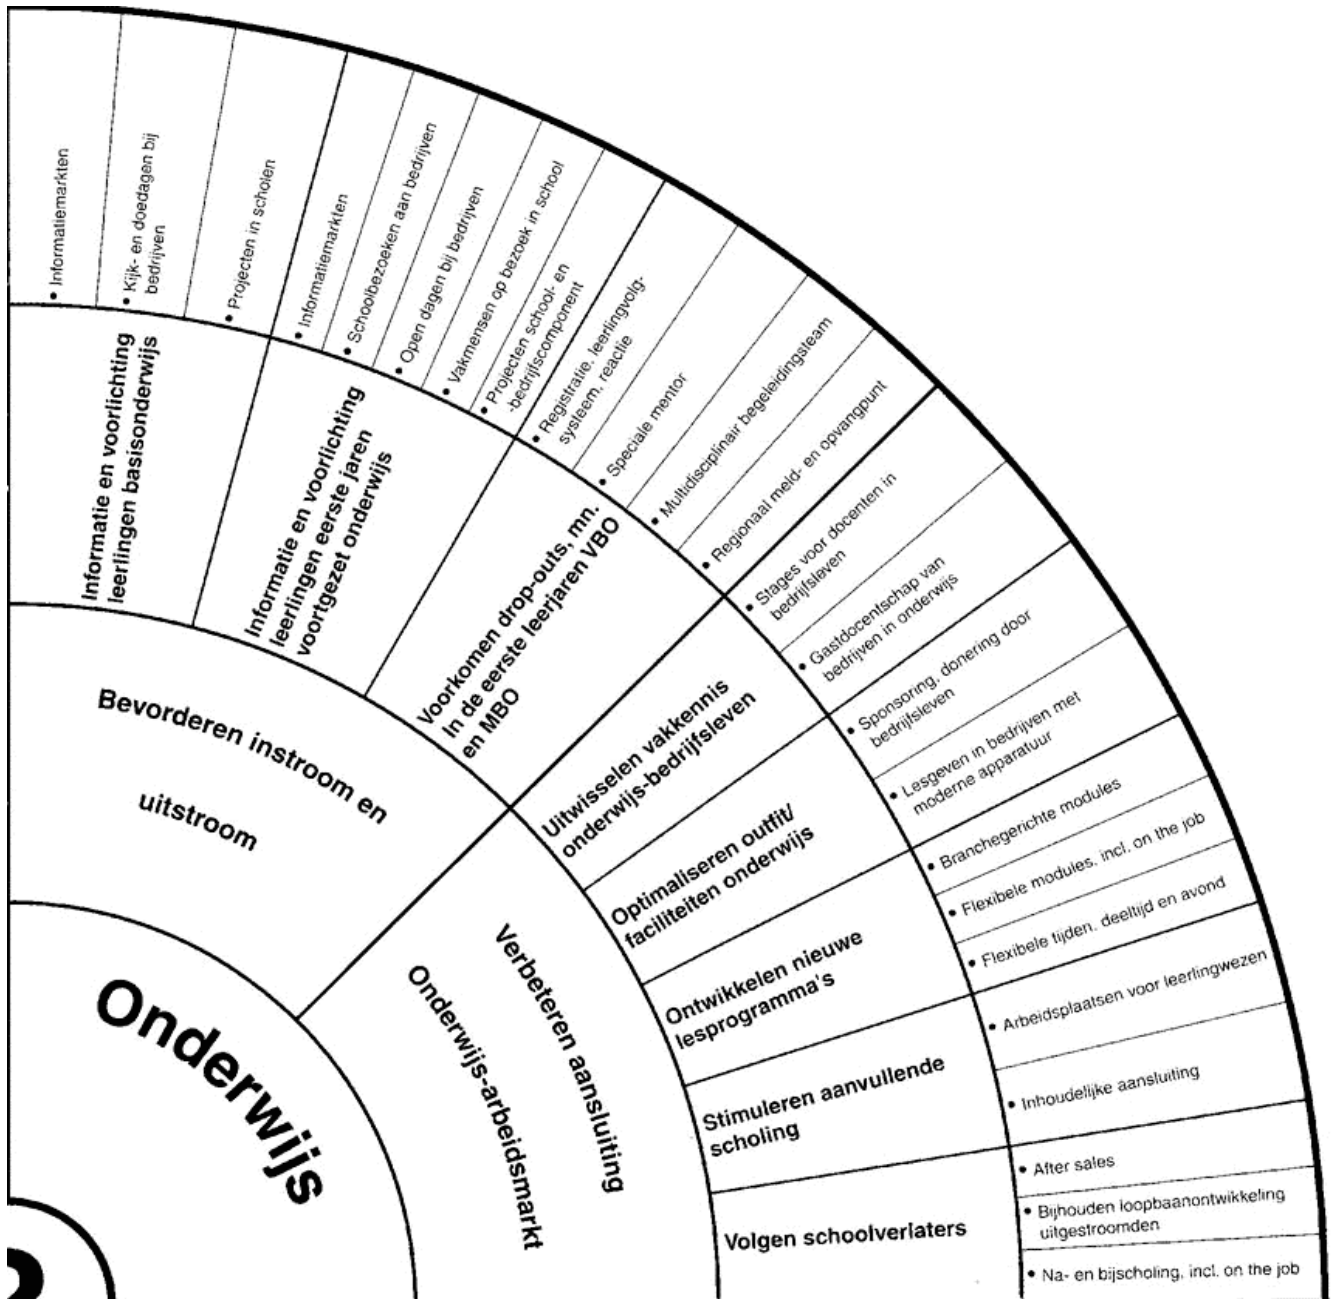 • Informatiemarkten
• Kijk- en doedagen bij
bedrijven
• Projecten in scholen
• Informatiemarkten
• Schoolbezoeken aan bedrijven
• Open dagen bij bedrijven
• Vakmensen op bezoek in school
• Projecten school- en
-bedrijfscomponent
• Registratie, leerlingvolg-
systeem, reactie
• Speciale mentor
• Multidisciplinair begeleidingsteam
• Regionaal meld- en opvangpunt
• Stages voor docenten in
bedrijfsleven
• Gastdocentschap van
bedrijven in onderwijs
• Sponsoring, donering door
bedrijfsleven
• Lesgeven in bedrijven met
moderne apparatuur
• Branchegerichte modules
• Flexibele modules, incl. on the job
• Flexibele tijden, deeltijd en avond
• Arbeidsplaatsen voor leerlingwezen
• Inhoudelijke aansluiting
• After sales
• Bijhouden loopbaanontwikkeling
uitgestroomden
• Na- en bijscholing, incl. on the job
Informatie en voorlichting
leerlingen basisonderwijs
Informatie en voorlichting
leerlingen eerste jaren
voortgezet onderwijs
Voorkomen drop-outs, mn.
In de eerste leerjaren VBO
en MBO
Uitwisselen vakkennis
onderwijs-bedrijfsleven
Optimaliseren outfit/
faciliteiten onderwijs
Ontwikkelen nieuwe
lesprogramma's
Stimuleren aanvullende
scholing
Volgen schoolverlaters
Bevorderen instroom en
uitstroom
Verbeteren aansluiting
Onderwijs-arbeidsmarkt
Onderwijs